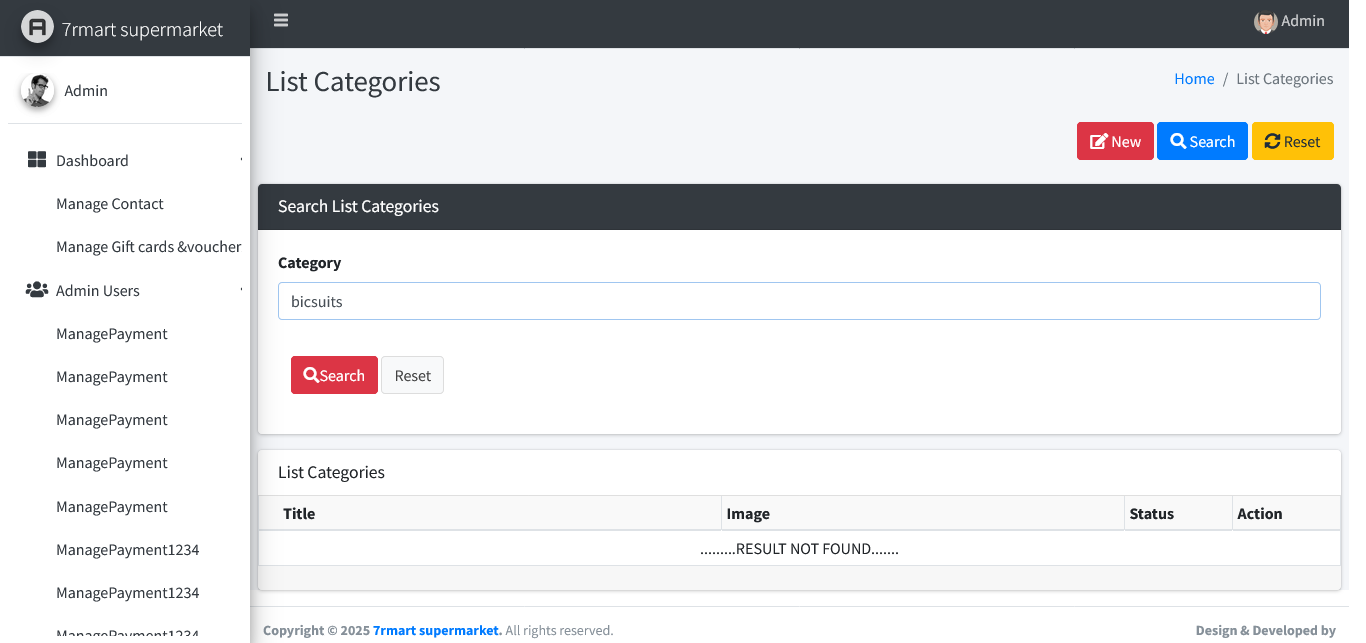 7rmart supermarket
Admin
Admin
List Categories
Home / List Categories
New Search Reset
Dashboard
Manage Contact
Manage Gift cards &voucher
Admin Users
ManagePayment
ManagePayment
ManagePayment
ManagePayment
ManagePayment
ManagePayment1234
ManagePayment1234
ManagePayment1234
Search List Categories
Category
bicsuits
Search Reset
List Categories
Title Image Status Action
.........RESULT NOT FOUND.......
Copyright © 2025 7rmart supermarket. All rights reserved.
Design & Developed by